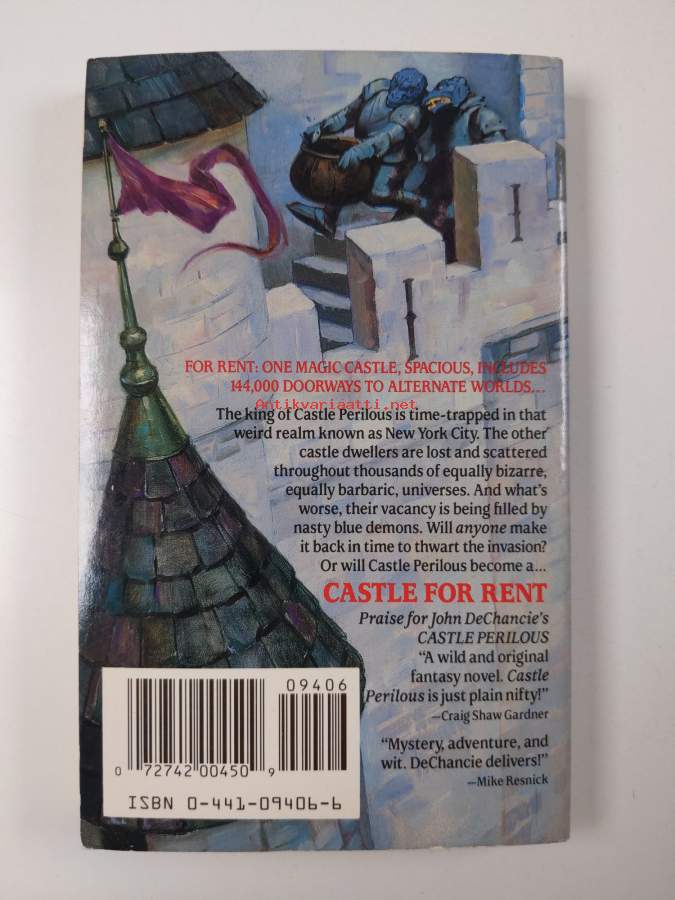 FOR RENT: ONE MAGIC CASTLE, SPACIOUS, INCLUDES
144,000 DOORWAYS TO ALTERNATE WORLDS...
Antikvariaatti.net
The king of Castle Perilous is time-trapped in that
weird realm known as New York City. The other
castle dwellers are lost and scattered
throughout thousands of equally bizarre,
equally barbaric, universes. And what's
worse, their vacancy is being filled by
nasty blue demons. Will anyone make
it back in time to thwart the invasion?
Or will Castle Perilous become a...
CASTLE FOR RENT
Praise for John DeChancie's
CASTLE PERILOUS
“A wild and original
fantasy novel. Castle
Perilous is just plain nifty!”
—Craig Shaw Gardner
“Mystery, adventure, and
wit. DeChancie delivers!”
—Mike Resnick
09406
0 72742 00450 9
ISBN 0-441-09406-6